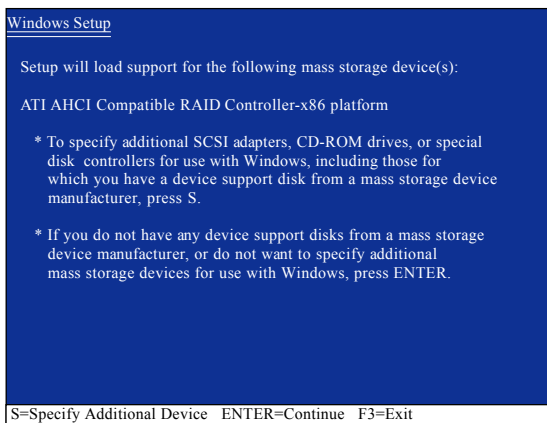 Windows Setup
Setup will load support for the following mass storage device(s):
ATI AHCI Compatible RAID Controller-x86 platform
* To specify additional SCSI adapters, CD-ROM drives, or special
disk controllers for use with Windows, including those for
which you have a device support disk from a mass storage device
manufacturer, press S.
* If you do not have any device support disks from a mass storage
device manufacturer, or do not want to specify additional
mass storage devices for use with Windows, press ENTER.
S=Specify Additional Device ENTER=Continue F3=Exit